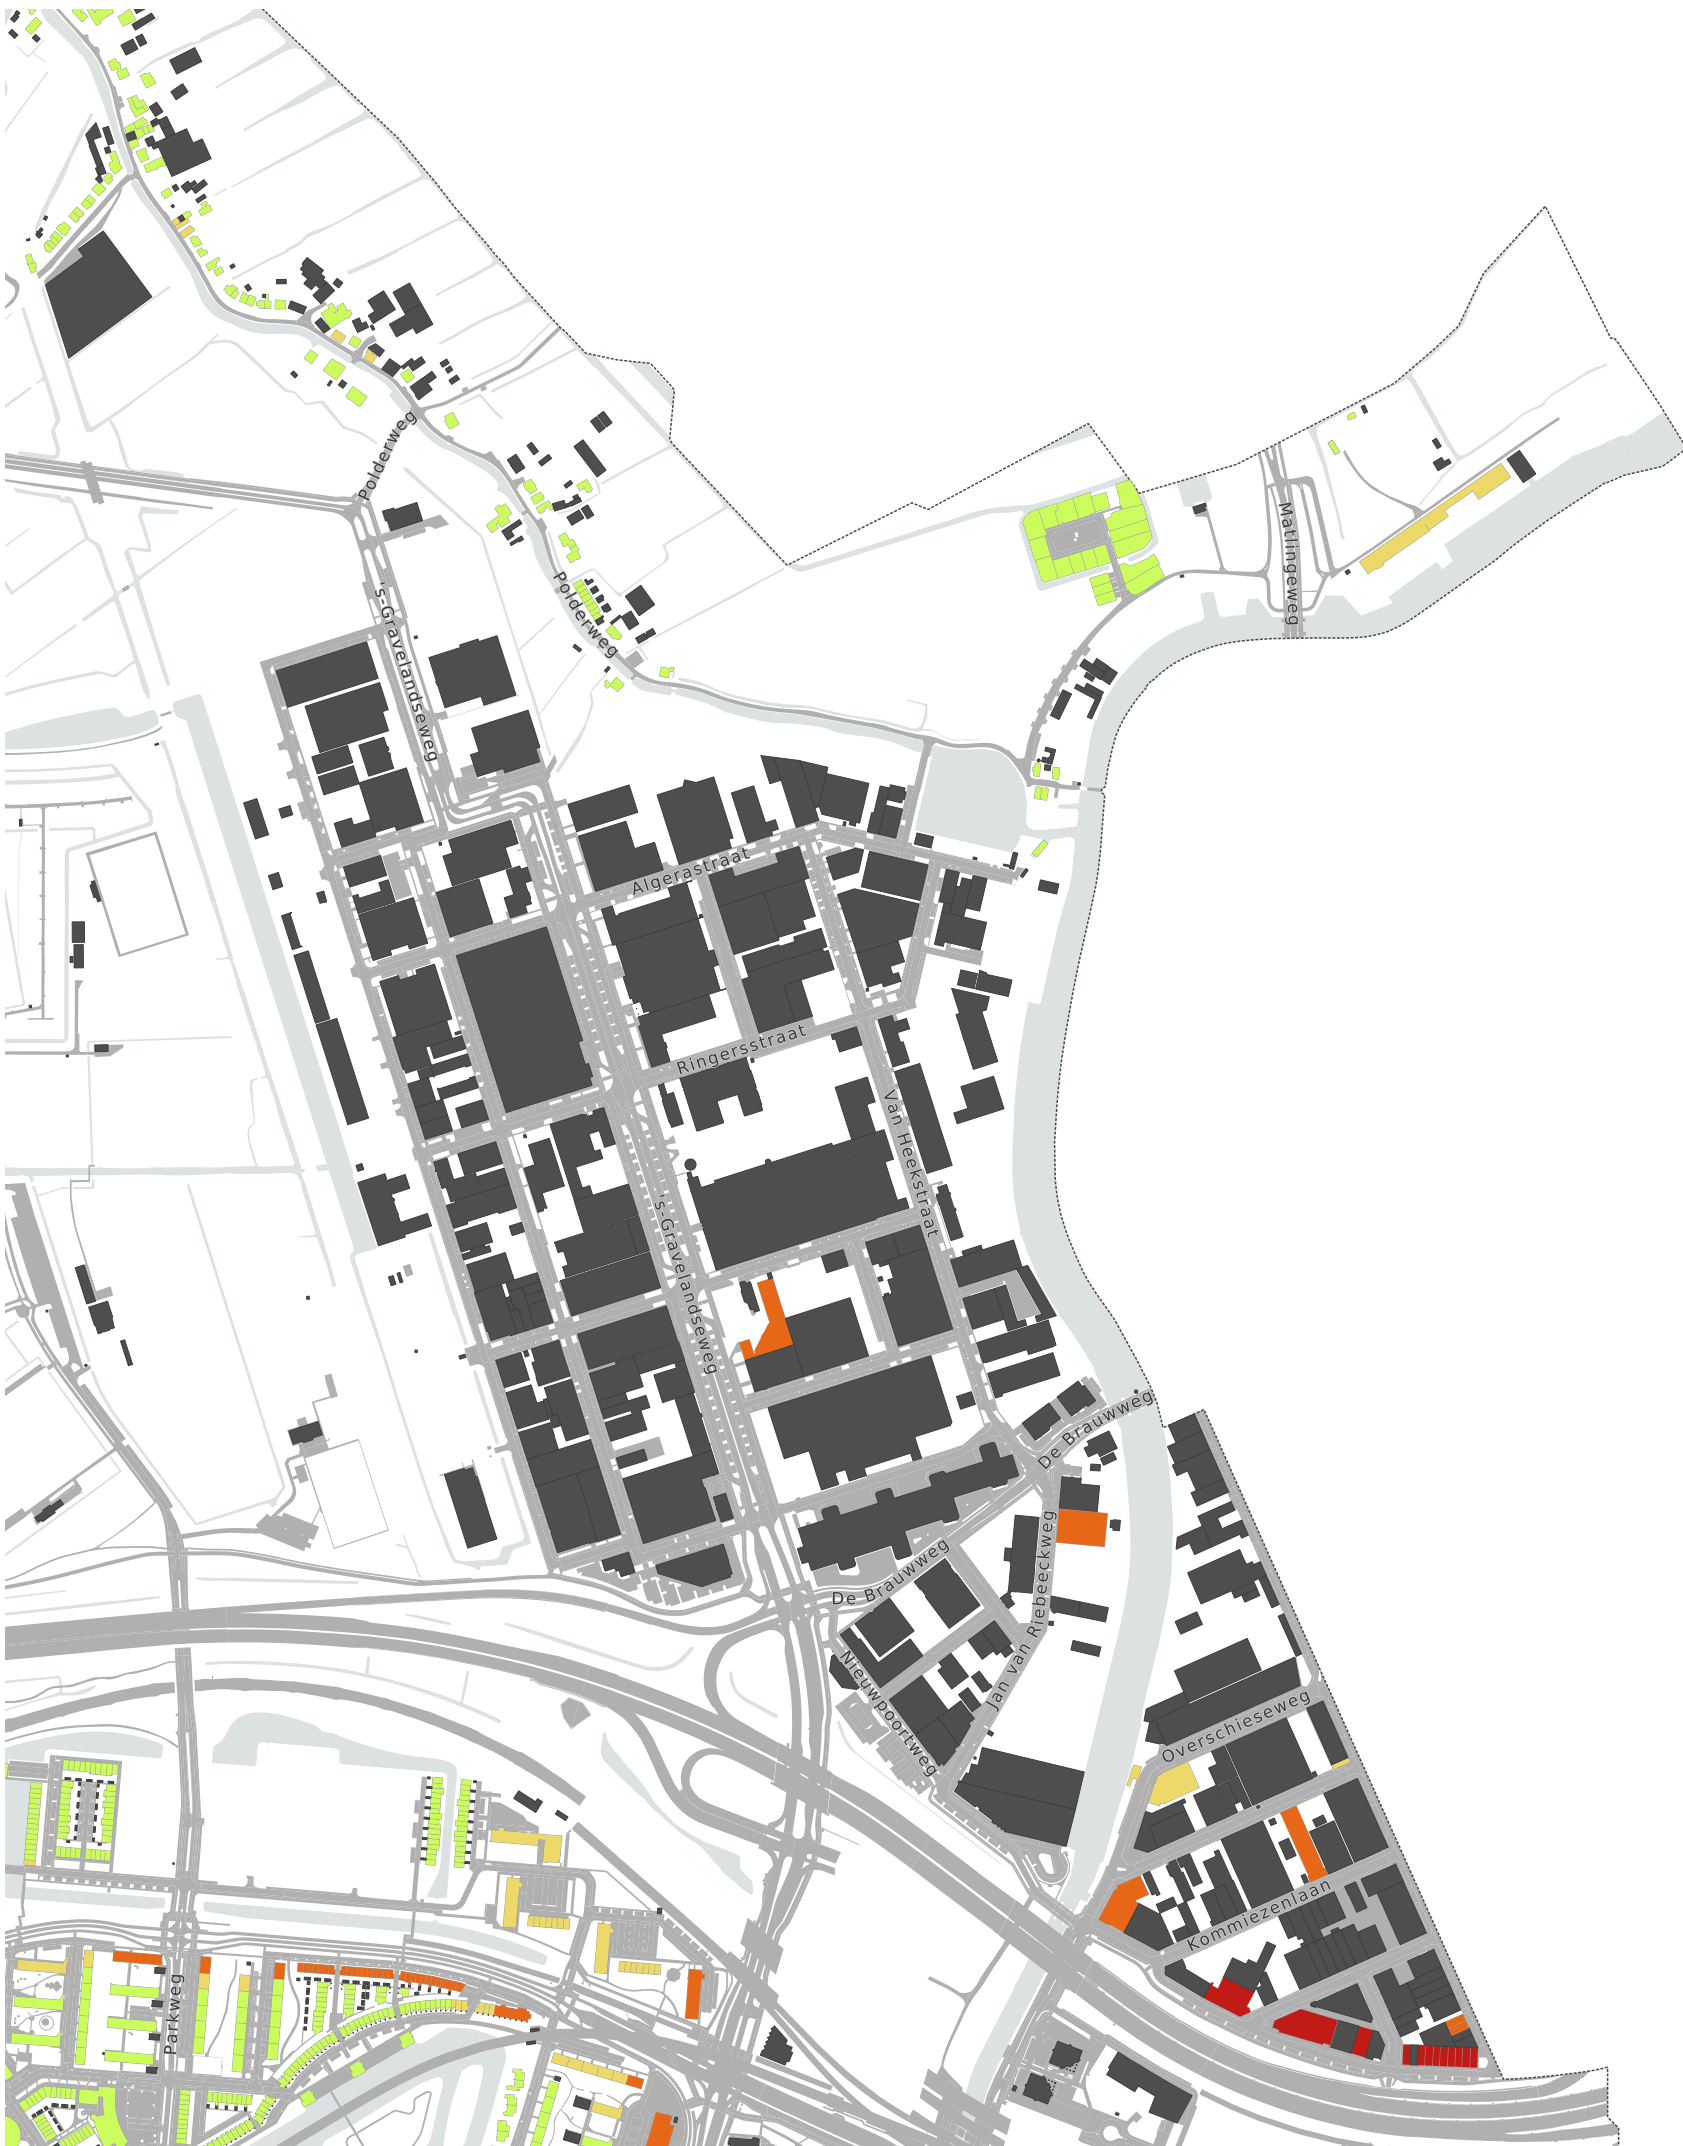 Polderweg
Matlingeweg
's-Gravelandseweg
Polderweg
Algerastraat
Ringersstraat
Van Heekstraat
's-Gravelandseweg
De Brauwweg
De Brauwweg
Jan van Riebeeckweg
Nieuwpoortweg
Overschieseweg
Kommiezenlaan
Parkweg